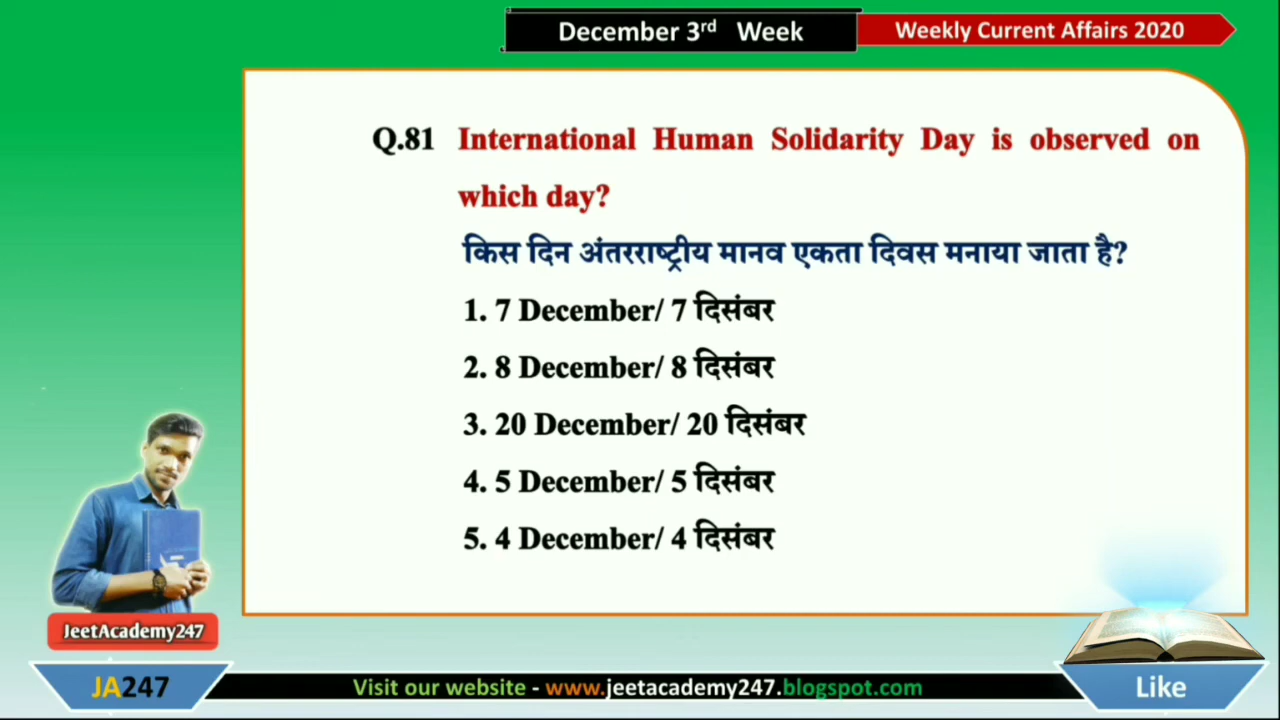 December 3rd Week
Weekly Current Affairs 2020
Q.81 International Human Solidarity Day is observed on
which day?
किस दिन अंतरराष्ट्रीय मानव एकता दिवस मनाया जाता है?
1. 7 December/ 7 दिसंबर
2. 8 December/ 8 दिसंबर
3. 20 December/ 20 दिसंबर
4. 5 December/ 5 दिसंबर
5. 4 December/ 4 दिसंबर
JeetAcademy247
JA247
Visit our website - www.jeetacademy247.blogspot.com
Like